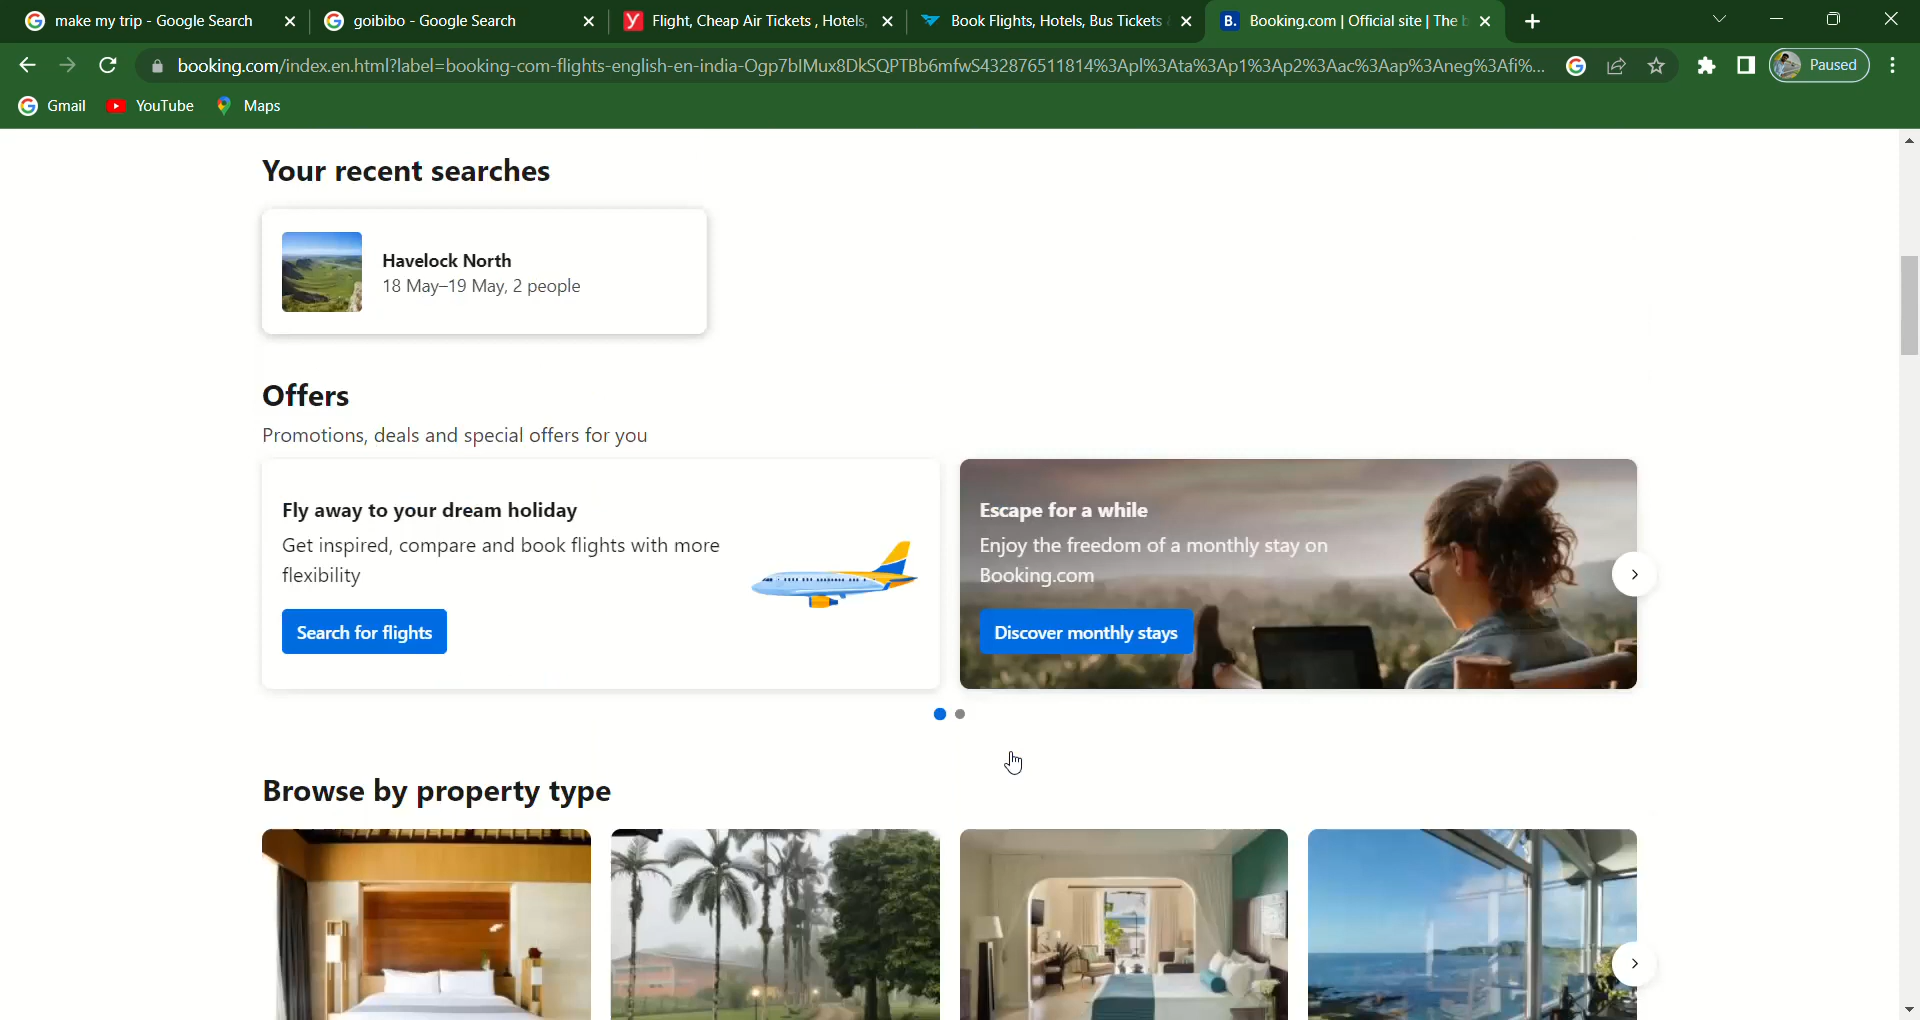 make my trip - Google Search
goibibo - Google Search
Flight, Cheap Air Tickets , Hotels,
Book Flights, Hotels, Bus Tickets
B. Booking.com | Official site | The b
booking.com/index.en.html?label=booking-com-flights-english-en-india-Ogp7bIMux8DkSQPTBb6mfwS432876511814%3Apl%3Ata%3Ap1%3Ap2%3Aac%3Aap%3Aneg%3Afi%...
Paused
Gmail
YouTube
Maps
Your recent searches
Havelock North
18 May–19 May, 2 people
Offers
Promotions, deals and special offers for you
Fly away to your dream holiday
Get inspired, compare and book flights with more
flexibility
Search for flights
Escape for a while
Enjoy the freedom of a monthly stay on
Booking.com
Discover monthly stays
Browse by property type